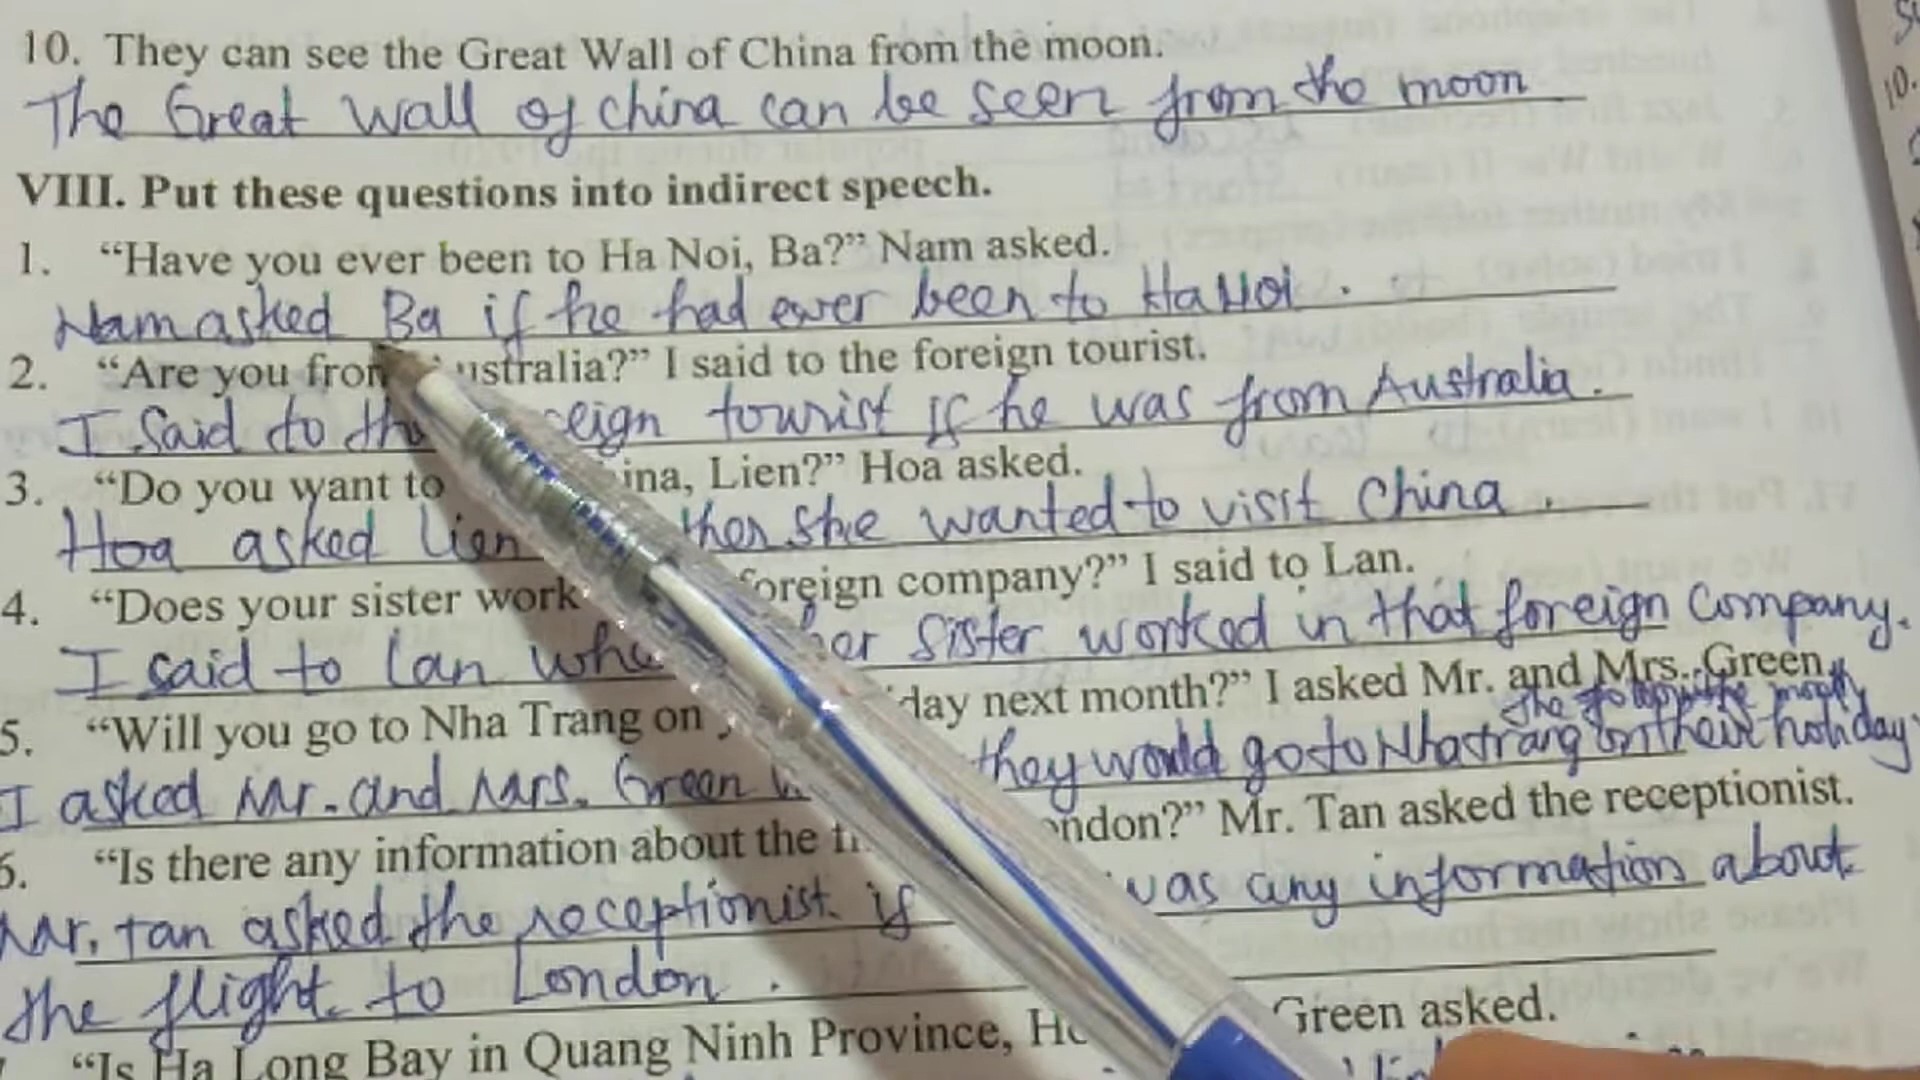 10. They can see the Great Wall of China from the moon.
The Great Wall of china can be seen from the moon
VIII. Put these questions into indirect speech.
1. “Have you ever been to Ha Noi, Ba?” Nam asked.
Nam asked Ba if he had ever been to Ha Noi.
2. “Are you from ustralia?” I said to the foreign tourist.
I Said to the eign tourist If he was from Australia.
3. “Do you want to ina, Lien?” Hoa asked.
Hoa asked Lien ther she wanted to visit China.
4. “Does your sister work foreign company?” I said to Lan.
I said to Lan her sister worked in that foreign company.
5. “Will you go to Nha Trang on day next month?” I asked Mr. and Mrs. Green.
the following month
I asked Mr. and Mrs. Green they would go to Nhatrang on their holiday
6. “Is there any information about the ondon?” Mr. Tan asked the receptionist.
Mr. tan asked the receptionist if was any information about
the flight to London.
“Is Ha Long Bay in Quang Ninh Province, Green asked.